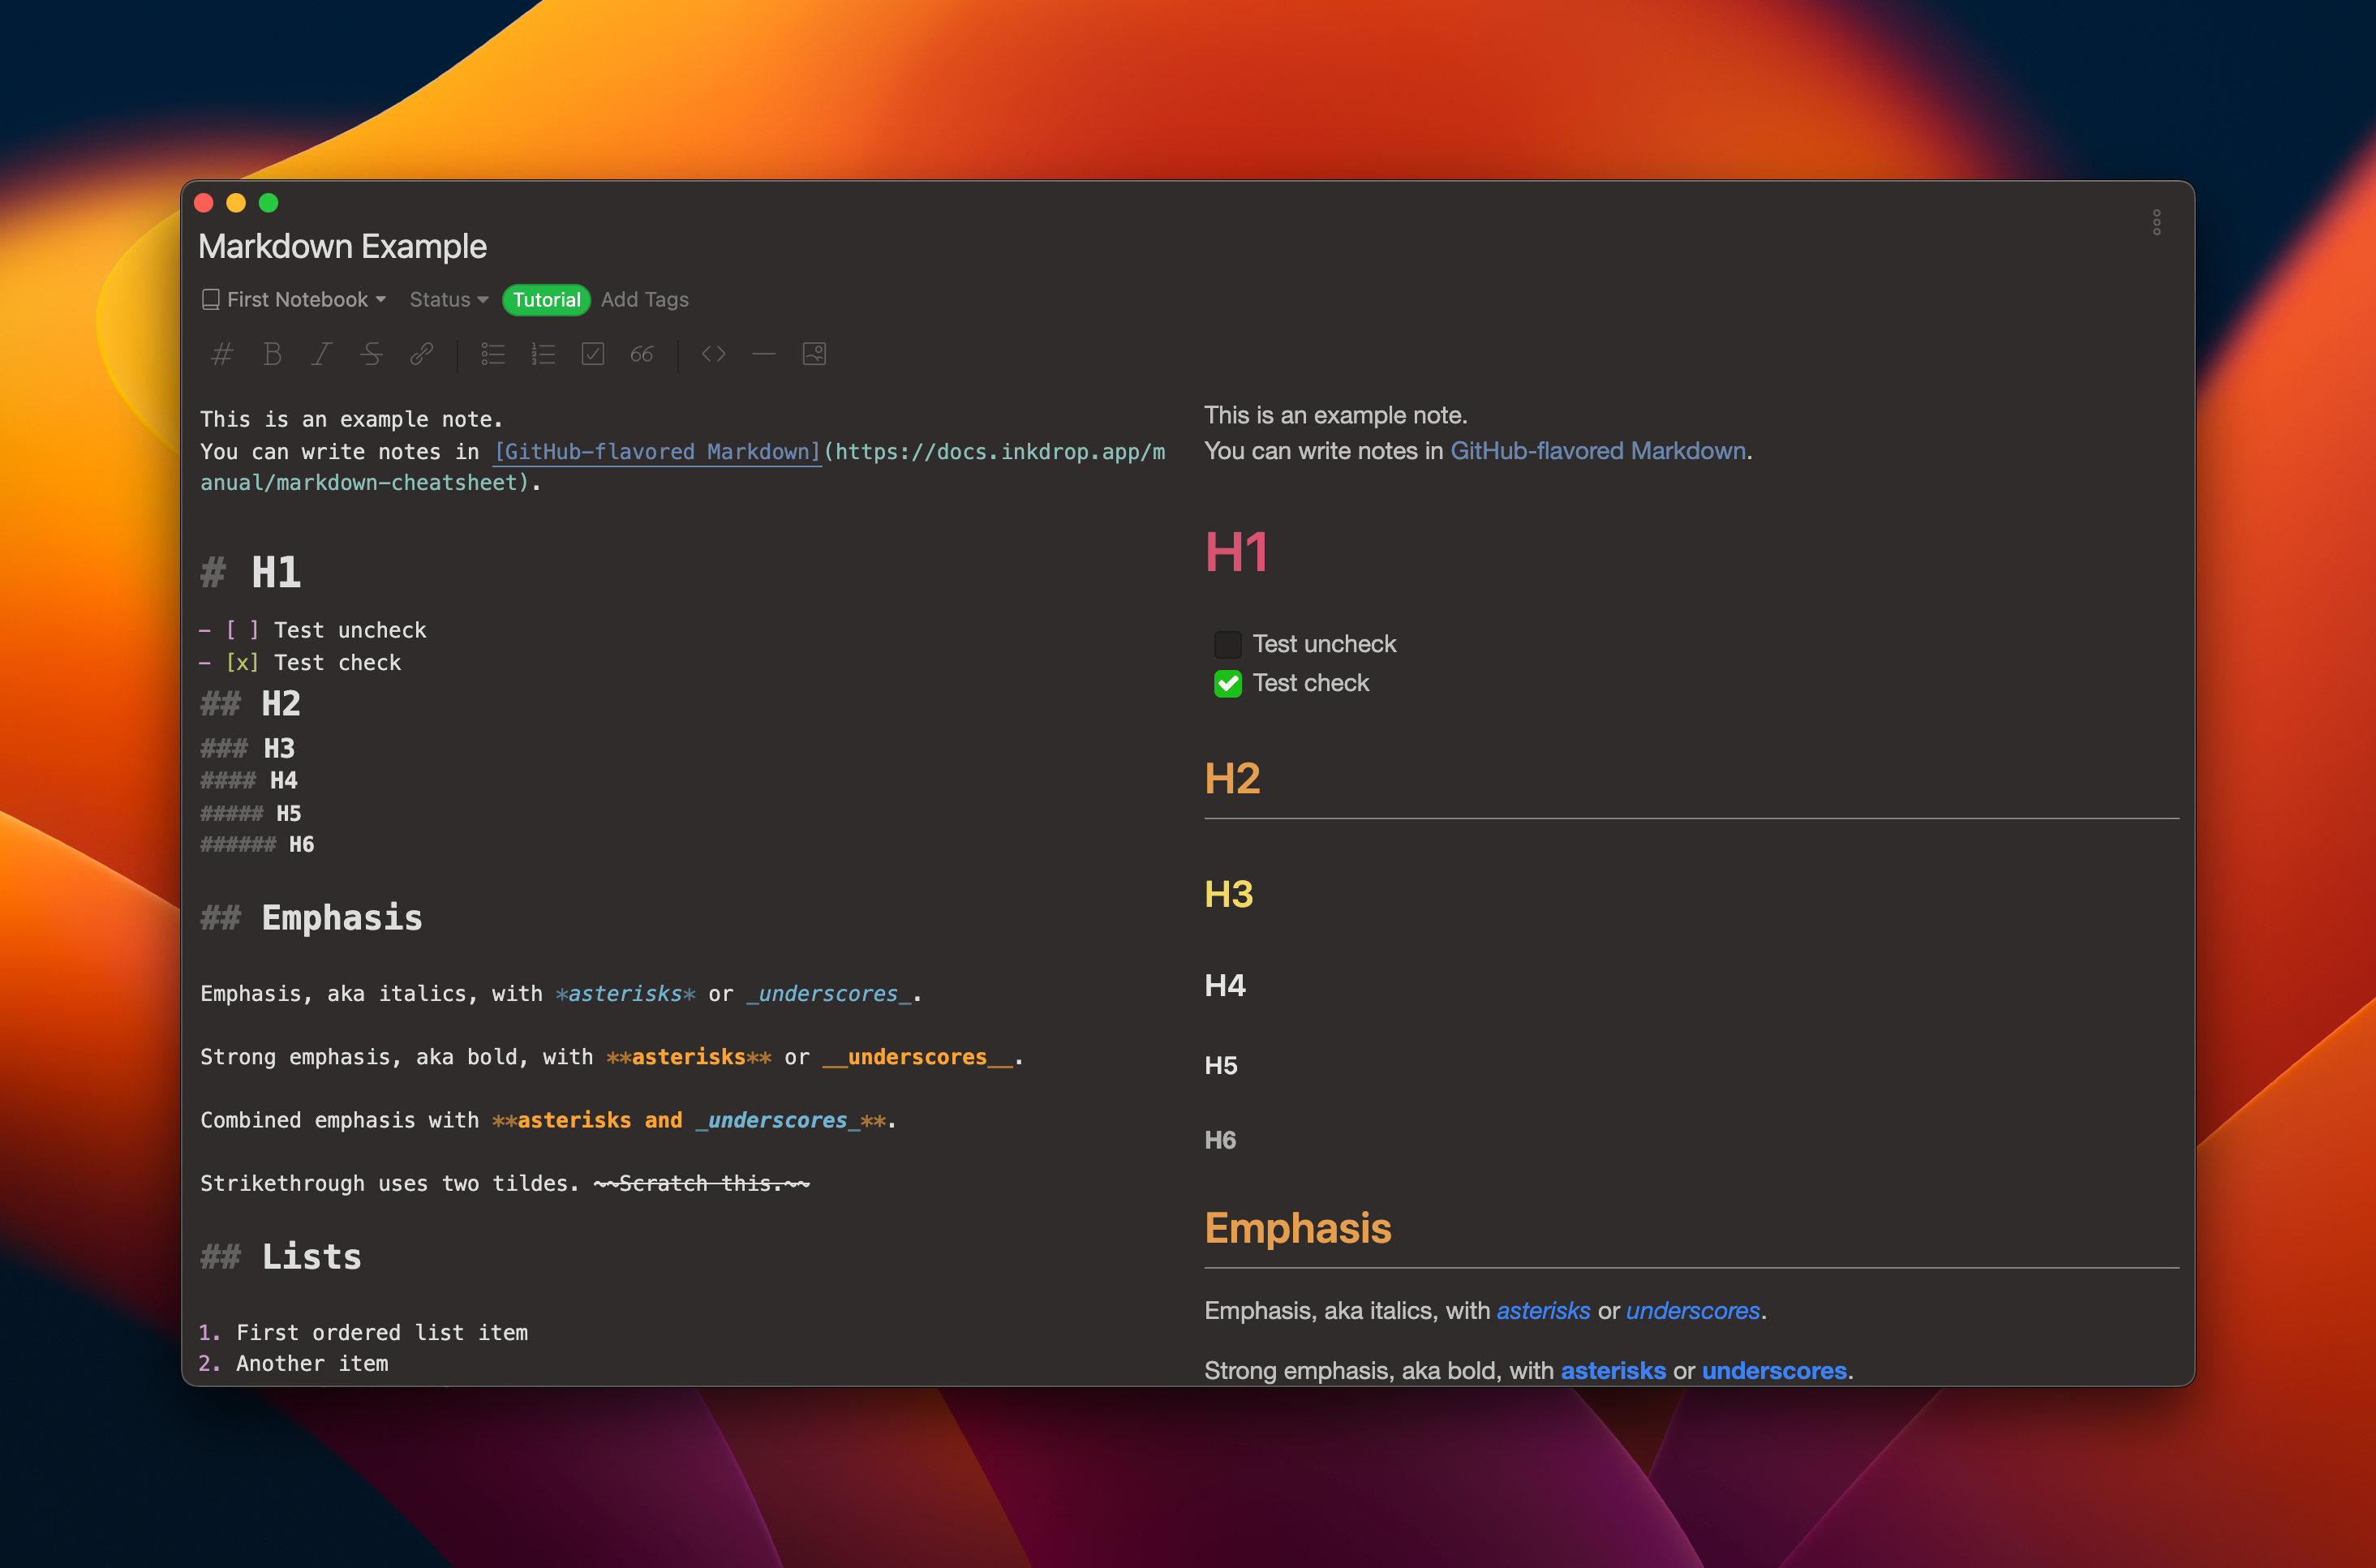 Markdown Example
First Notebook Status Tutorial Add Tags
This is an example note.
You can write notes in [GitHub-flavored Markdown](https://docs.inkdrop.app/m
anual/markdown-cheatsheet).
# H1
- [ ] Test uncheck
- [x] Test check
## H2
### H3
#### H4
##### H5
###### H6
## Emphasis
Emphasis, aka italics, with *asterisks* or _underscores_.
Strong emphasis, aka bold, with **asterisks** or __underscores__.
Combined emphasis with **asterisks and _underscores_**.
Strikethrough uses two tildes. ~~Scratch this.~~
## Lists
1. First ordered list item
2. Another item
This is an example note.
You can write notes in GitHub-flavored Markdown.
H1
Test uncheck
Test check
H2
H3
H4
H5
H6
Emphasis
Emphasis, aka italics, with asterisks or underscores.
Strong emphasis, aka bold, with asterisks or underscores.